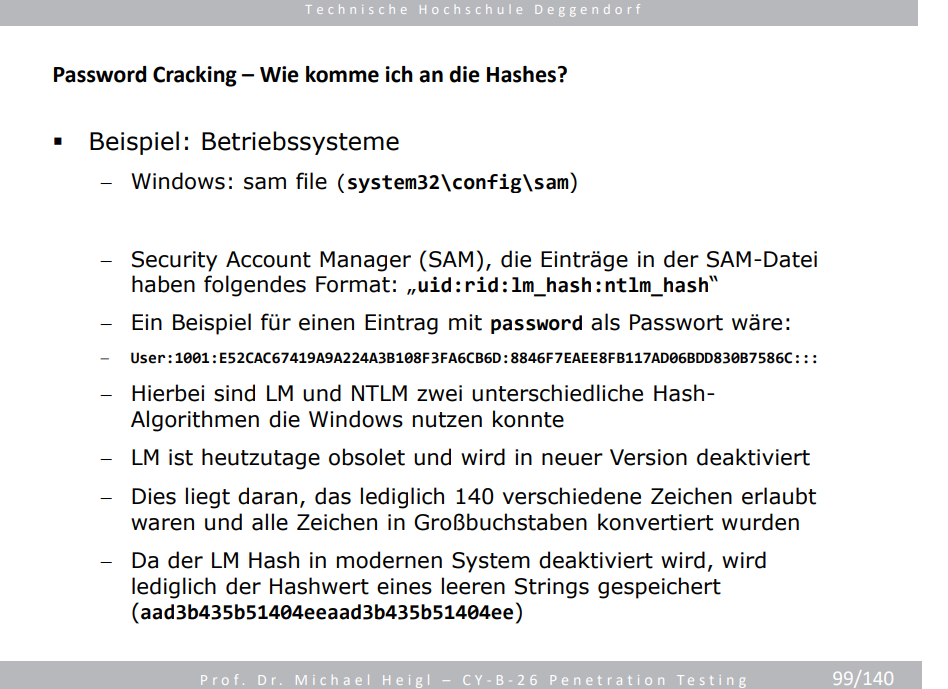 Technische Hochschule Deggendorf
Password Cracking – Wie komme ich an die Hashes?
▪ Beispiel: Betriebssysteme
– Windows: sam file (system32\config\sam)
– Security Account Manager (SAM), die Einträge in der SAM-Datei
haben folgendes Format: „uid:rid:lm_hash:ntlm_hash‟
– Ein Beispiel für einen Eintrag mit password als Passwort wäre:
– User:1001:E52CAC67419A9A224A3B108F3FA6CB6D:8846F7EAEE8FB117AD06BDD830B7586C:::
– Hierbei sind LM und NTLM zwei unterschiedliche Hash-
Algorithmen die Windows nutzen konnte
– LM ist heutzutage obsolet und wird in neuer Version deaktiviert
– Dies liegt daran, das lediglich 140 verschiedene Zeichen erlaubt
waren und alle Zeichen in Großbuchstaben konvertiert wurden
– Da der LM Hash in modernen System deaktiviert wird, wird
lediglich der Hashwert eines leeren Strings gespeichert
(aad3b435b51404eeaad3b435b51404ee)
Prof. Dr. Michael Heigl – CY-B-26 Penetration Testing
99/140